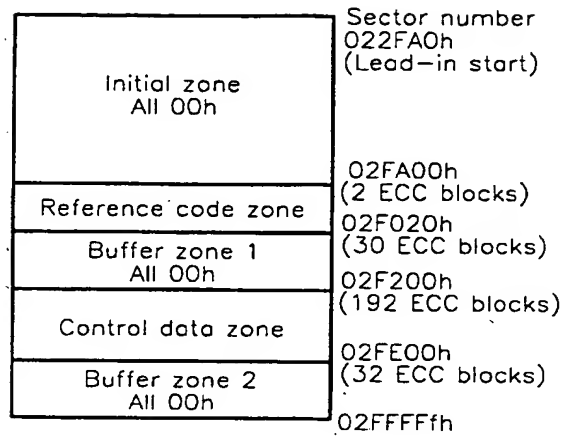 Sector number
022FA0h
(Lead-in start)
Initial zone
All 00h
02FA00h
(2 ECC blocks)
Reference code zone
02F020h
(30 ECC blocks)
Buffer zone 1
All 00h
02F200h
(192 ECC blocks)
Control data zone
02FE00h
(32 ECC blocks)
Buffer zone 2
All 00h
02FFFFfh